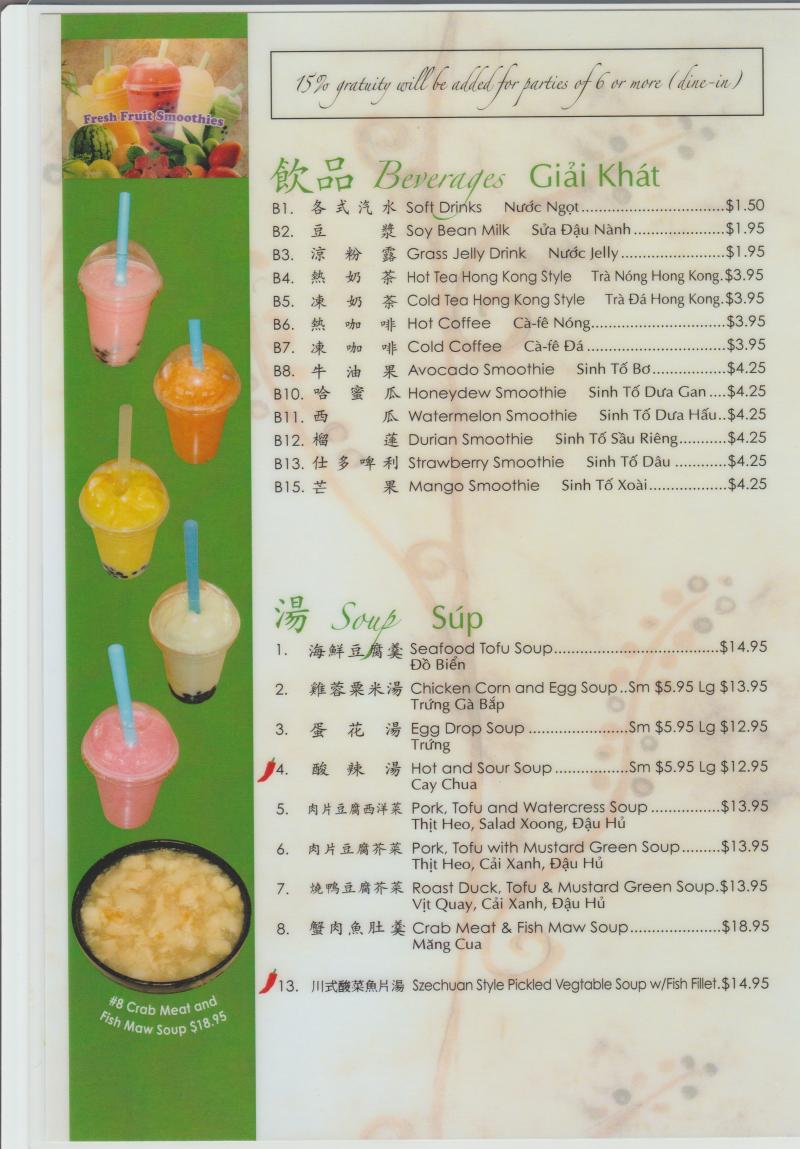 Fresh Fruit Smoothies
15% gratuity will be added for parties of 6 or more (dine-in)
飲品 Beverages Giải Khát
B1. 各式汽水 Soft Drinks Nước Ngọt..............................$1.50
B2. 豆漿 Soy Bean Milk Sửa Đậu Nành....................$1.95
B3. 涼粉露 Grass Jelly Drink Nước Jelly......................$1.95
B4. 熱奶茶 Hot Tea Hong Kong Style Trà Nóng Hong Kong.$3.95
B5. 凍奶茶 Cold Tea Hong Kong Style Trà Đá Hong Kong.$3.95
B6. 熱咖啡 Hot Coffee Cà-fê Nóng............................$3.95
B7. 凍咖啡 Cold Coffee Cà-fê Đá .............................$3.95
B8. 牛油果 Avocado Smoothie Sinh Tố Bơ................$4.25
B10. 哈蜜瓜 Honeydew Smoothie Sinh Tố Dưa Gan ....$4.25
B11. 西瓜 Watermelon Smoothie Sinh Tố Dưa Hấu..$4.25
B12. 榴蓮 Durian Smoothie Sinh Tố Sầu Riêng..........$4.25
B13. 仕多啤利 Strawberry Smoothie Sinh Tố Dâu ...........$4.25
B15. 芒果 Mango Smoothie Sinh Tố Xoài.................$4.25
湯 Soup Súp
1. 海鮮豆腐羹 Seafood Tofu Soup.......................................$14.95
Đồ Biển
2. 雞蓉粟米湯 Chicken Corn and Egg Soup..Sm $5.95 Lg $13.95
Trứng Gà Bắp
3. 蛋花湯 Egg Drop Soup .......................Sm $5.95 Lg $12.95
Trứng
4. 酸辣湯 Hot and Sour Soup .................Sm $5.95 Lg $12.95
Cay Chua
5. 肉片豆腐西洋菜 Pork, Tofu and Watercress Soup ................$13.95
Thịt Heo, Salad Xoong, Đậu Hủ
6. 肉片豆腐芥菜 Pork, Tofu with Mustard Green Soup.........$13.95
Thịt Heo, Cải Xanh, Đậu Hủ
7. 燒鴨豆腐芥菜 Roast Duck, Tofu & Mustard Green Soup.$13.95
Vịt Quay, Cải Xanh, Đậu Hủ
8. 蟹肉魚肚羹 Crab Meat & Fish Maw Soup.....................$18.95
Măng Cua
13. 川式酸菜魚片湯 Szechuan Style Pickled Vegtable Soup w/Fish Fillet.$14.95
#8 Crab Meat and
Fish Maw Soup $18.95